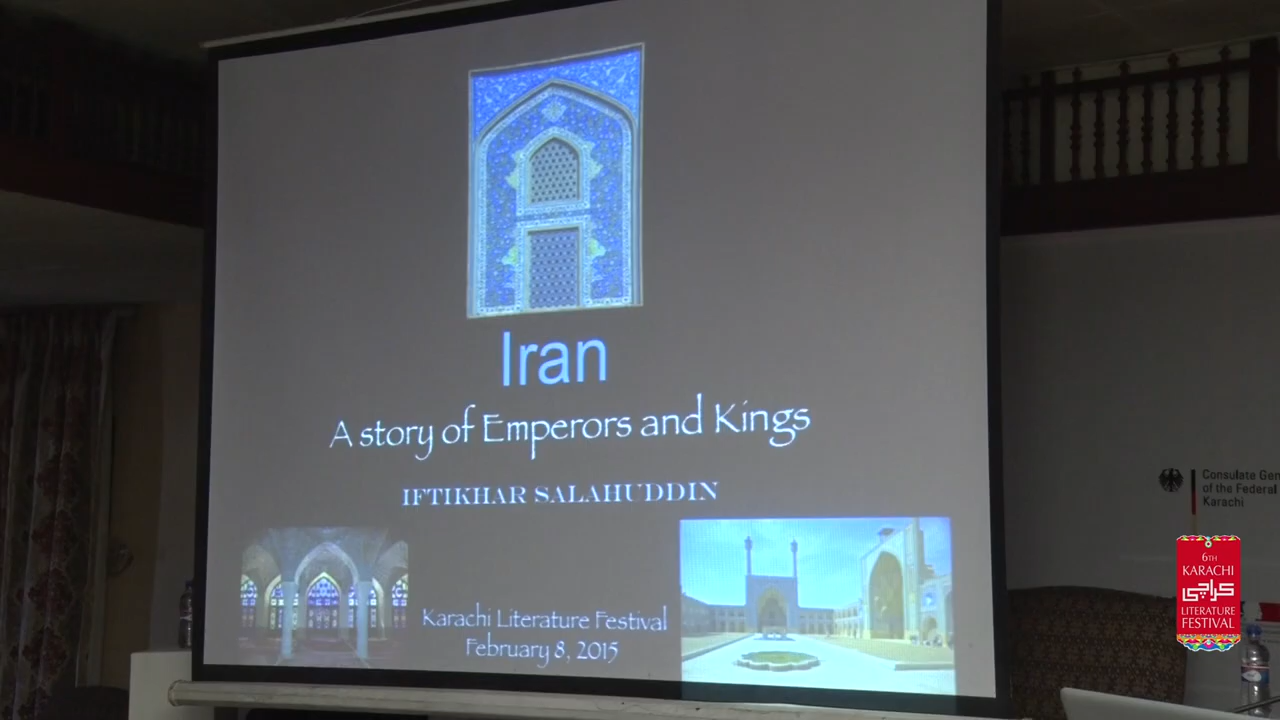 Iran
A story of Emperors and Kings
IFTIKHAR SALAHUDDIN
Karachi Literature Festival
February 8, 2015
Consulate Gen
of the Federal
Karachi
6TH
KARACHI
کراچی
LITERATURE
FESTIVAL